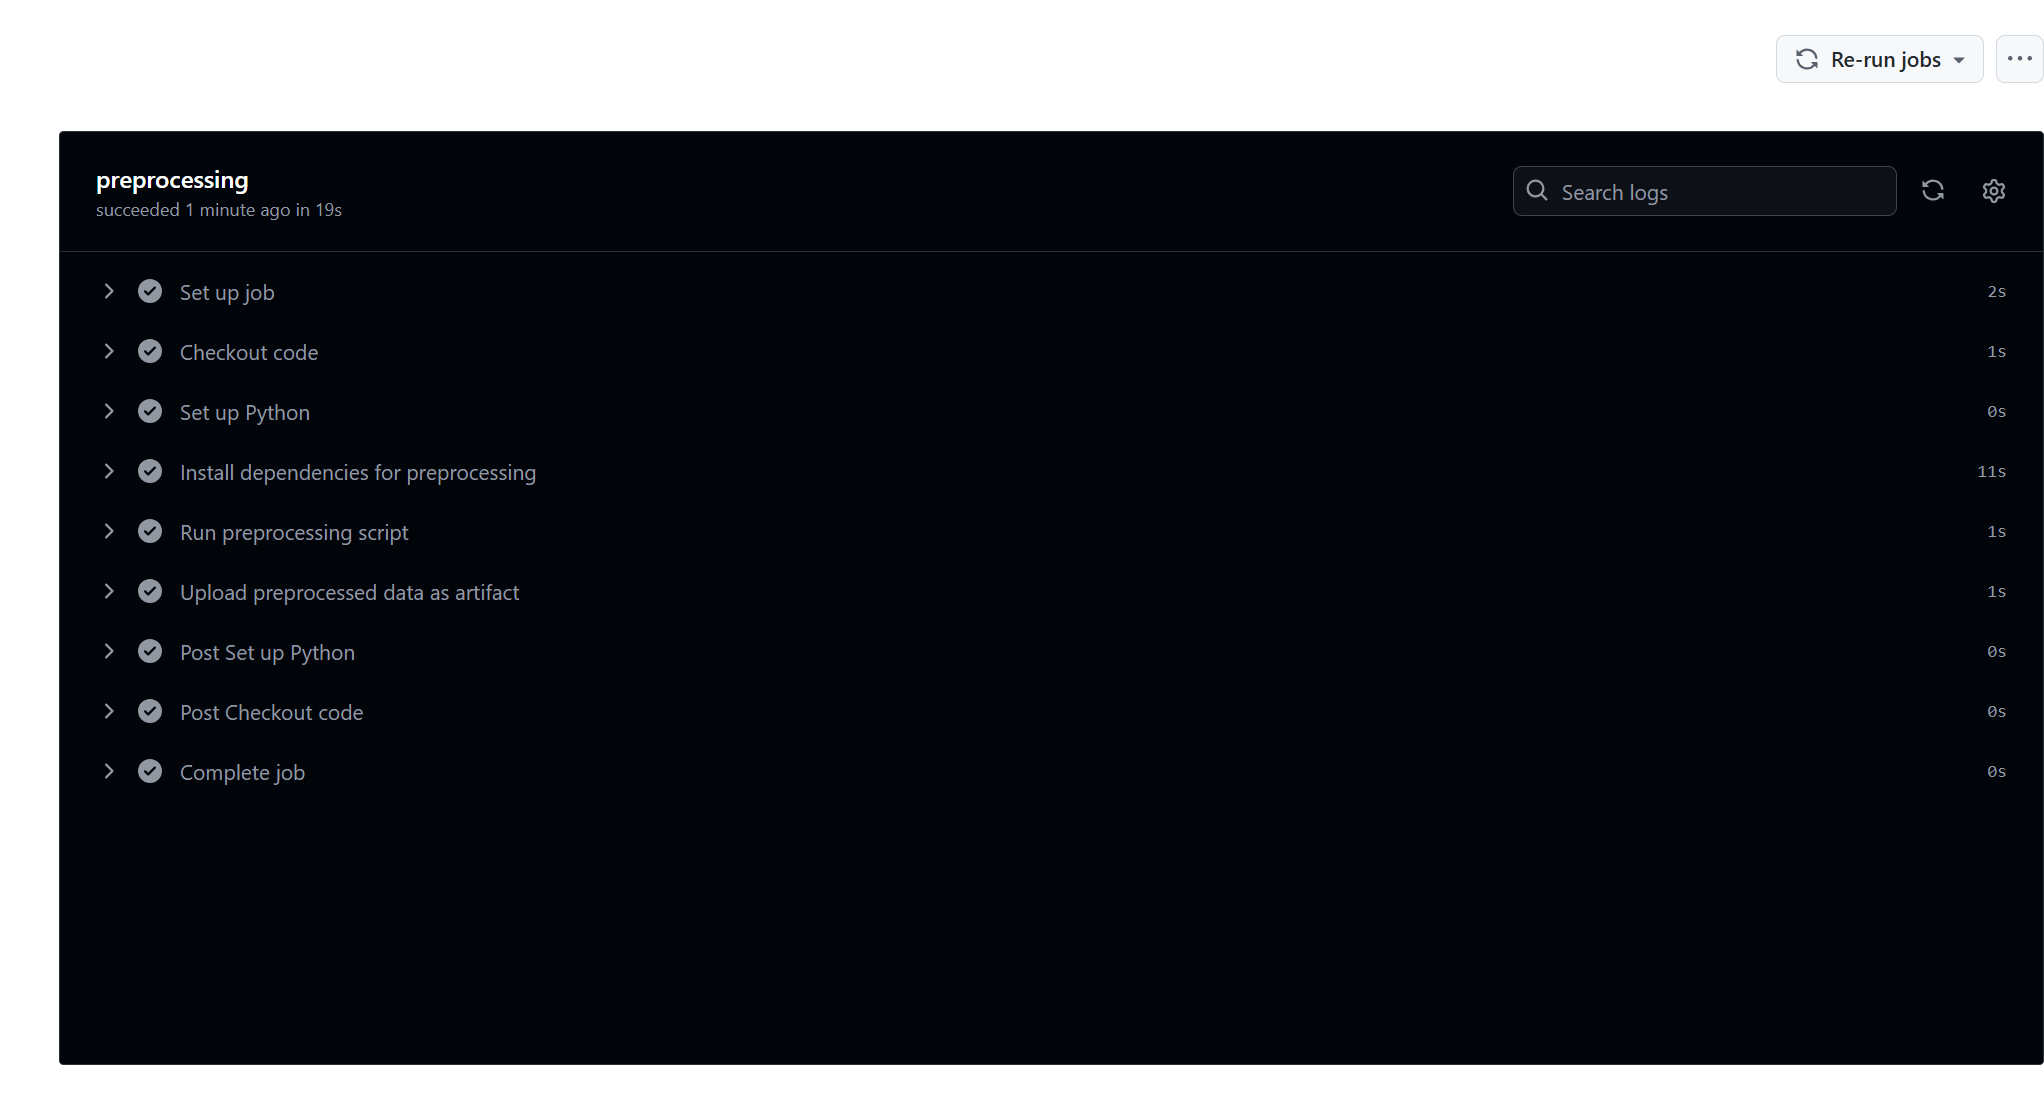 Re-run jobs
preprocessing
succeeded 1 minute ago in 19s
Search logs
Set up job 2s
Checkout code 1s
Set up Python 0s
Install dependencies for preprocessing 11s
Run preprocessing script 1s
Upload preprocessed data as artifact 1s
Post Set up Python 0s
Post Checkout code 0s
Complete job 0s